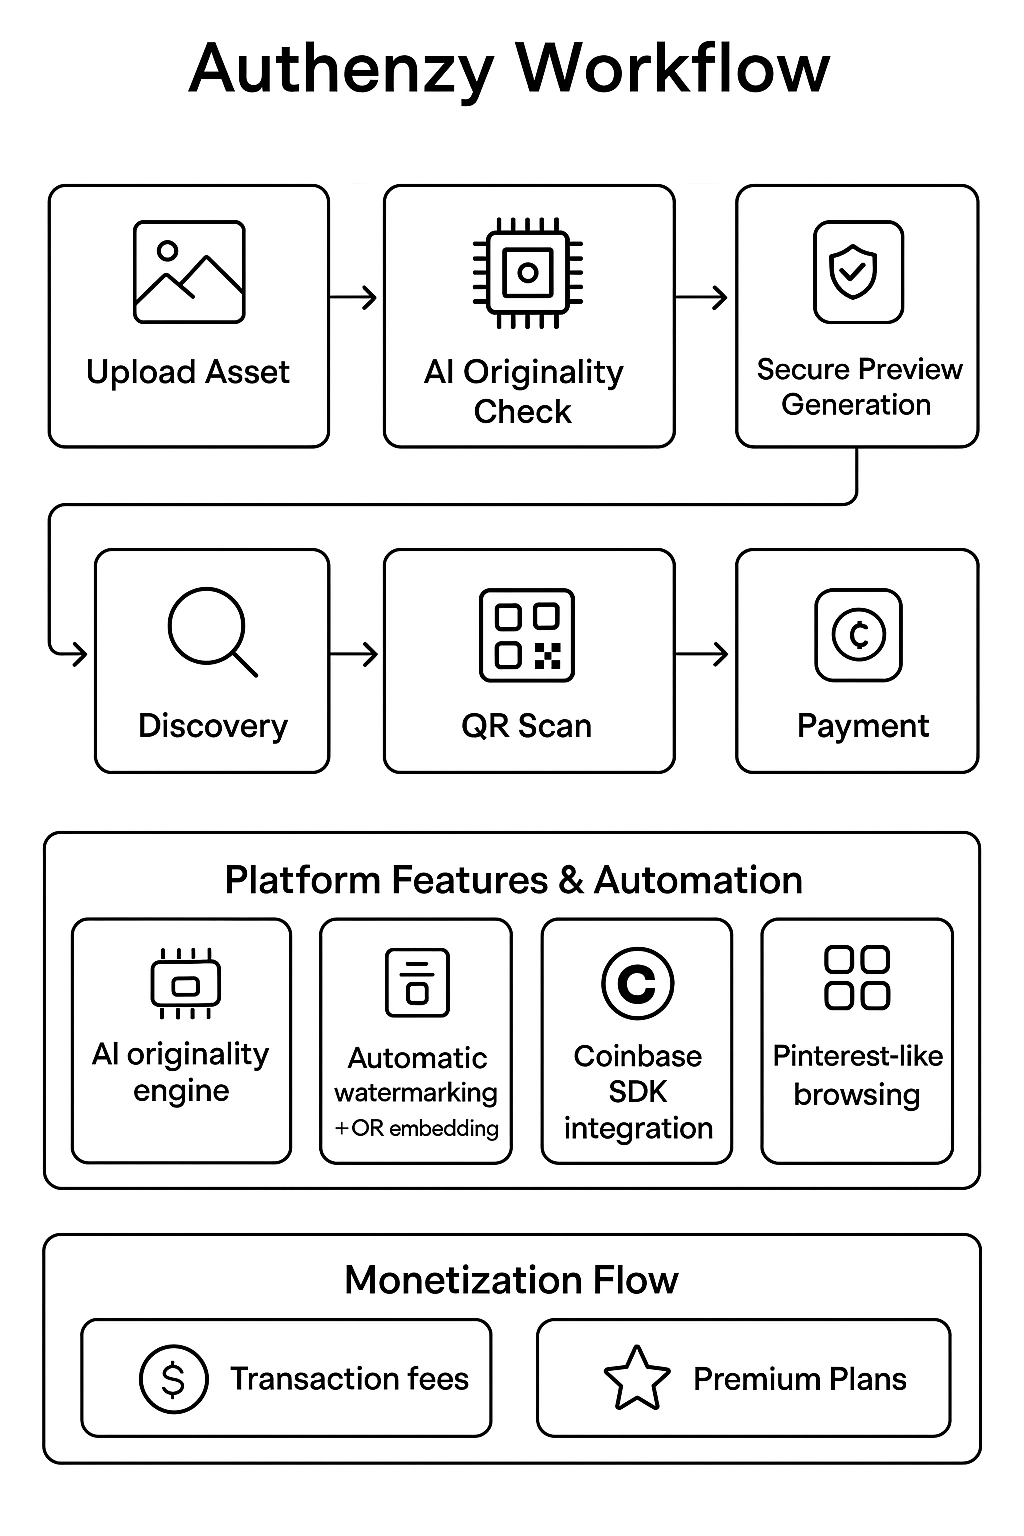 Authenzy Workflow
Upload Asset
AI Originality
Check
Secure Preview
Generation
Discovery
QR Scan
Payment
Platform Features & Automation
AI originality
engine
Automatic
watermarking
+OR embedding
Coinbase
SDK
integration
Pinterest-like
browsing
Monetization Flow
Transaction fees
Premium Plans